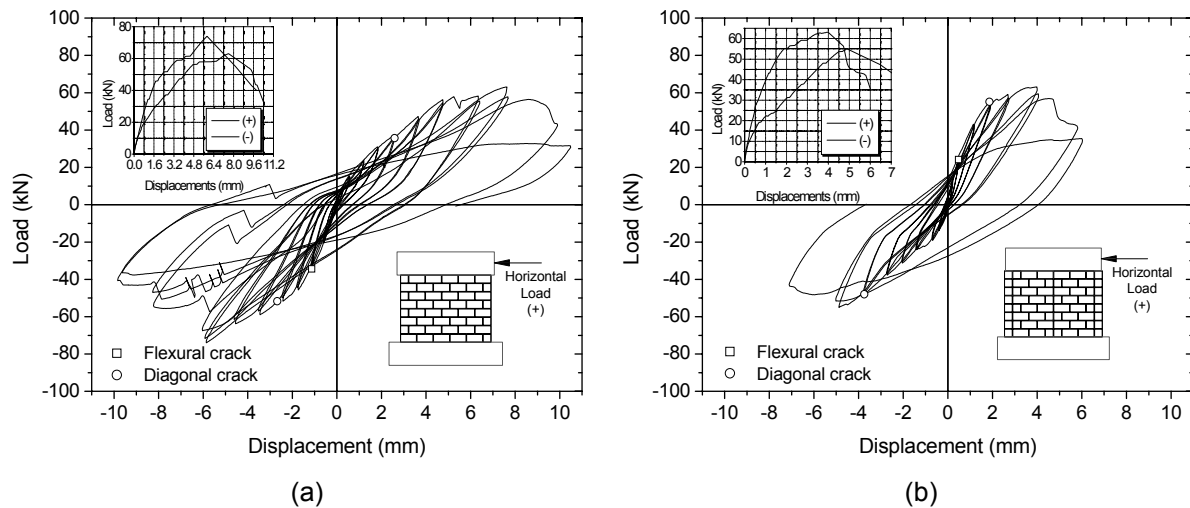 100
80
60
40
20
0
-20
-40
-60
-80
-100
Load (kN)
-10 -8 -6 -4 -2 0 2 4 6 8 10
Displacement (mm)
80
60
40
20
0
Load (kN)
0.0 1.6 3.2 4.8 6.4 8.0 9.6 11.2
Displacements (mm)
(+)
(-)
Horizontal
Load
(+)
Flexural crack
Diagonal crack
(a)
100
80
60
40
20
0
-20
-40
-60
-80
-100
Load (kN)
-10 -8 -6 -4 -2 0 2 4 6 8 10
Displacement (mm)
60
50
40
30
20
10
0
Load (kN)
0 1 2 3 4 5 6 7
Displacements (mm)
(+)
(-)
Horizontal
Load
(+)
Flexural crack
Diagonal crack
(b)